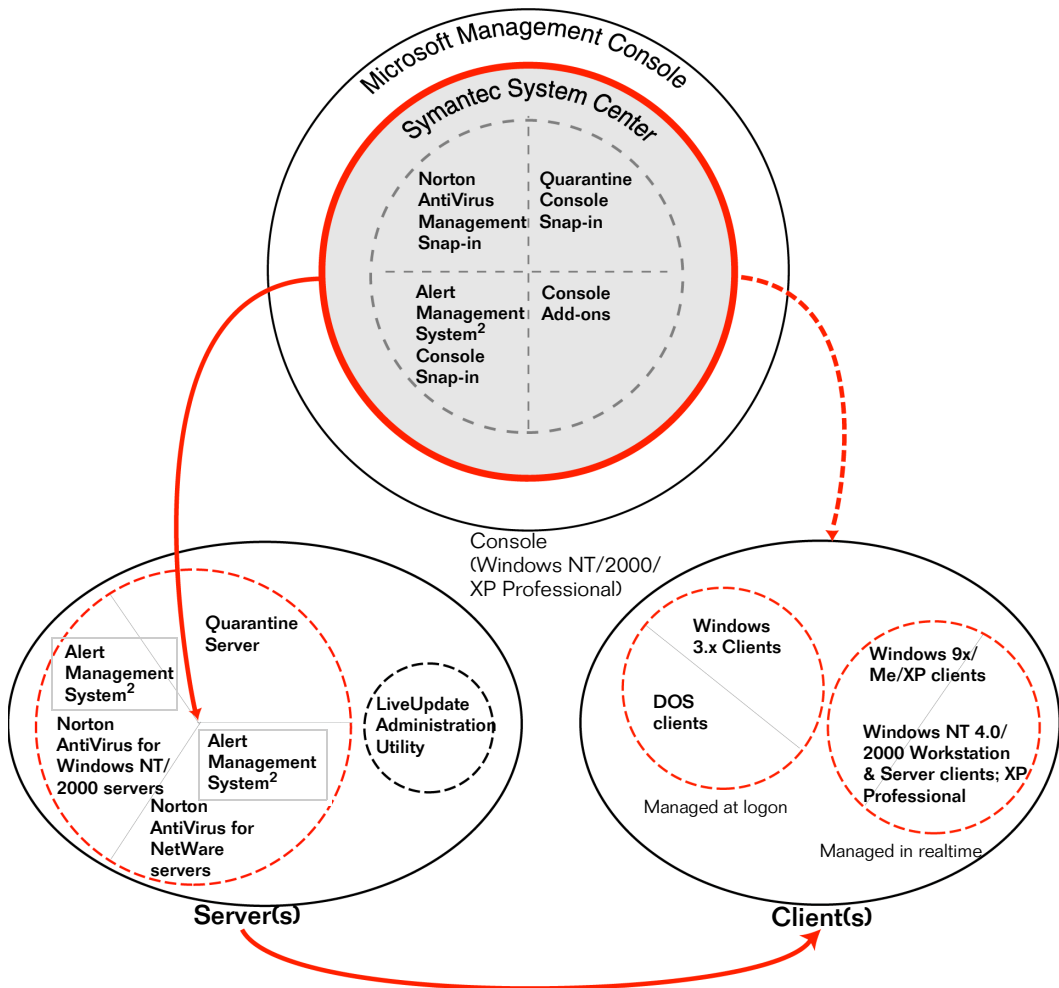 Microsoft Management Console
Symantec System Center
Norton
AntiVirus
Management
Snap-in
Quarantine
Console
Snap-in
Alert
Management
System2
Console
Snap-in
Console
Add-ons
Console
(Windows NT/2000/
XP Professional)
Quarantine
Server
Alert
Management
System2
Norton
AntiVirus for
Windows NT/
2000 servers
Alert
Management
System2
Norton
AntiVirus for
NetWare
servers
LiveUpdate
Administration
Utility
Server(s)
Windows
3.x Clients
DOS
clients
Managed at logon
Windows 9x/
Me/XP clients
Windows NT 4.0/
2000 Workstation
& Server clients; XP
Professional
Managed in realtime
Client(s)